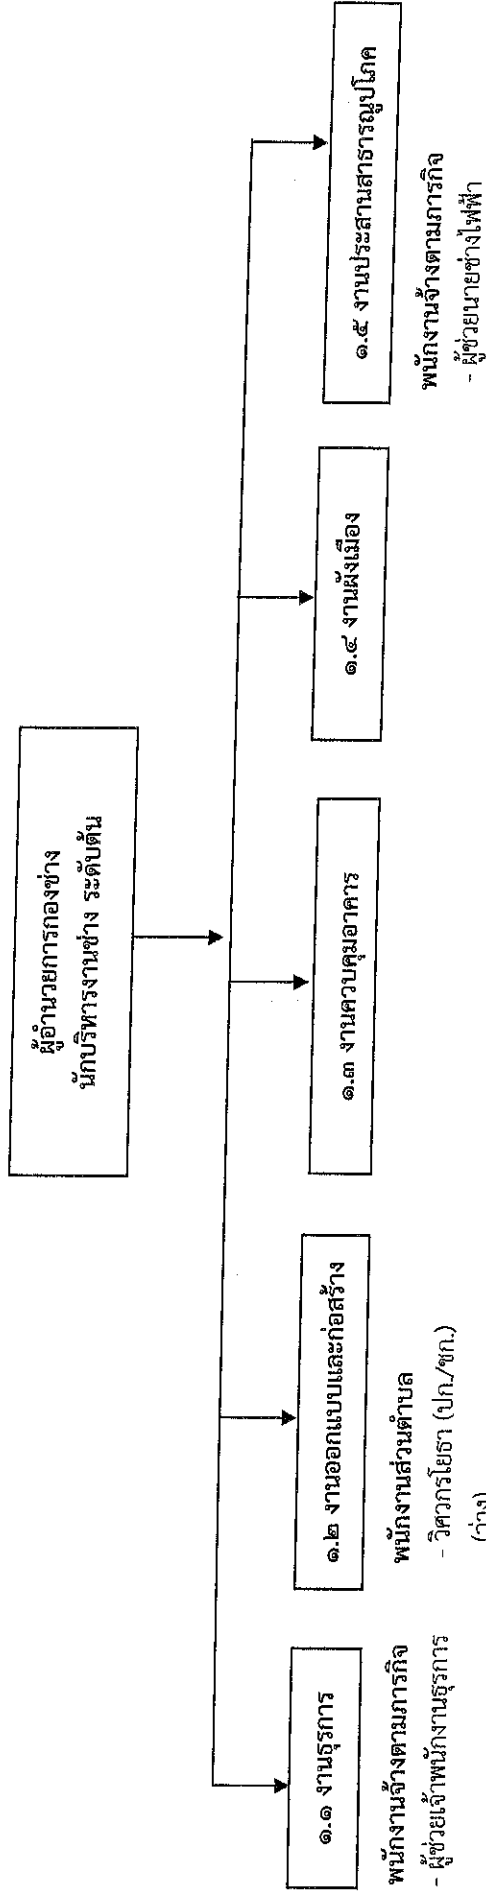 ผู้อำนวยการกองช่าง
นักบริหารงานช่าง ระดับต้น
๑.๑ งานธุรการ
พนักงานจ้างตามภารกิจ
- ผู้ช่วยเจ้าพนักงานธุรการ
๑.๒ งานออกแบบและก่อสร้าง
พนักงานส่วนตำบล
- วิศวกรโยธา (ปก./ชก.)
(ว่าง)
๑.๓ งานควบคุมอาคาร
๑.๔ งานผังเมือง
๑.๕ งานประสานสาธารณูปโภค
พนักงานจ้างตามภารกิจ
- ผู้ช่วยนายช่างไฟฟ้า